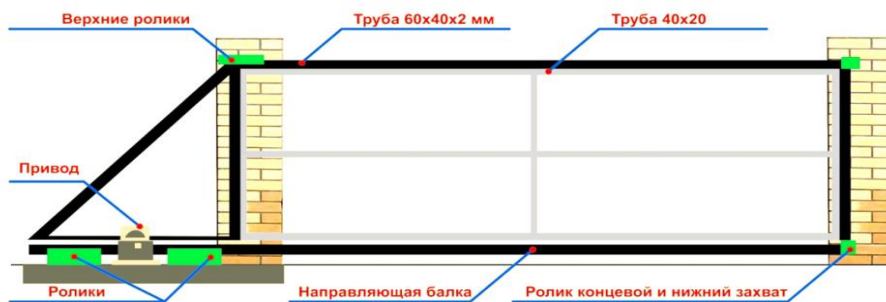 Верхние ролики
Труба 60х40х2 мм
Труба 40х20
Привод
Ролики
Направляющая балка
Ролик концевой и нижний захват